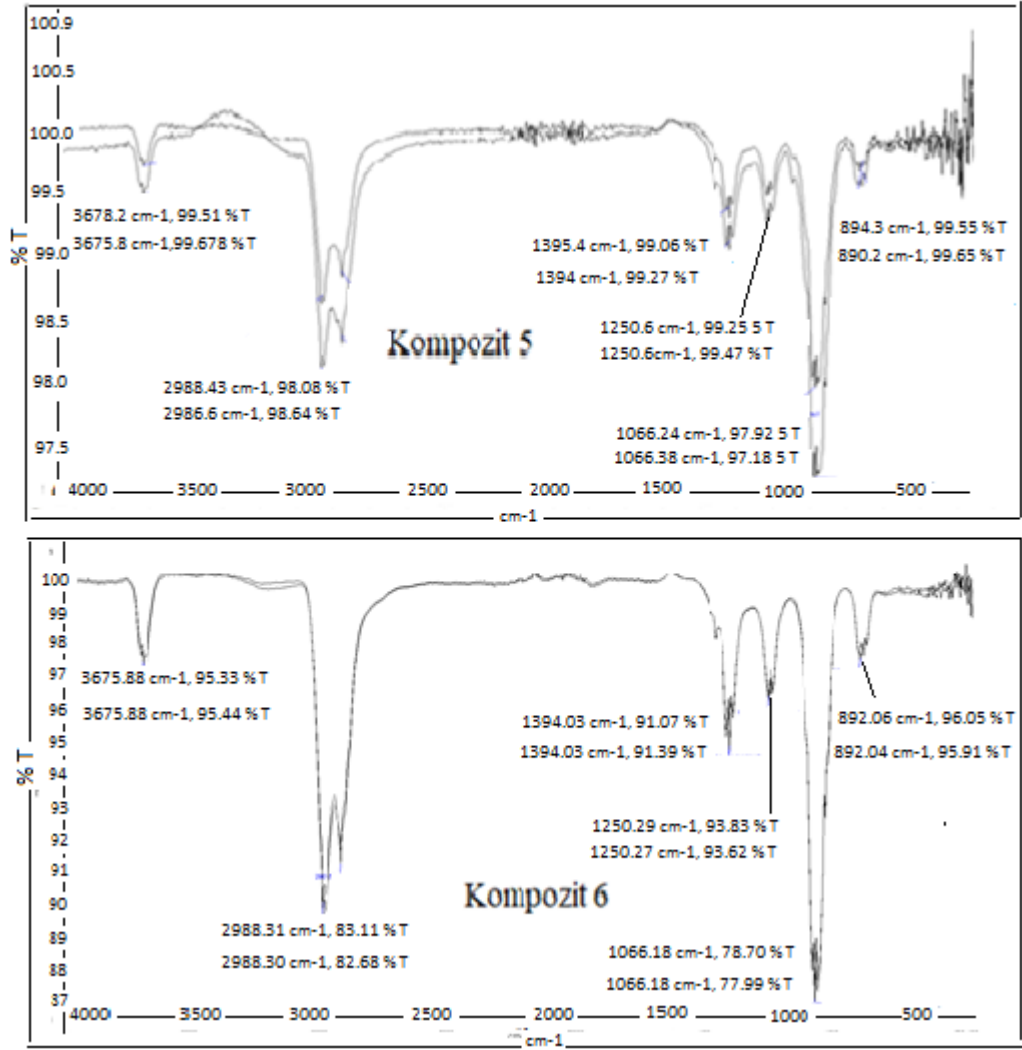 100.9
100.5
100.0
99.5
99.0
98.5
98.0
97.5
% T
3678.2 cm-1, 99.51 %T
3675.8 cm-1,99.678 %T
2988.43 cm-1, 98.08 %T
2986.6 cm-1, 98.64 %T
Kompozit 5
1395.4 cm-1, 99.06 %T
1394 cm-1, 99.27 %T
1250.6 cm-1, 99.25 5 T
1250.6cm-1, 99.47 %T
1066.24 cm-1, 97.92 5 T
1066.38 cm-1, 97.18 5 T
894.3 cm-1, 99.55 %T
890.2 cm-1, 99.65 %T
4000 3500 3000 2500 2000 1500 1000 500
cm-1
100
99
98
97
96
95
94
93
92
91
90
89
88
37
% T
3675.88 cm-1, 95.33 %T
3675.88 cm-1, 95.44 %T
2988.31 cm-1, 83.11 %T
2988.30 cm-1, 82.68 %T
Kompozit 6
1394.03 cm-1, 91.07 %T
1394.03 cm-1, 91.39 %T
1250.29 cm-1, 93.83 %T
1250.27 cm-1, 93.62 %T
1066.18 cm-1, 78.70 %T
1066.18 cm-1, 77.99 %T
892.06 cm-1, 96.05 %T
892.04 cm-1, 95.91 %T
4000 3500 3000 2500 2000 1500 1000 500
cm-1